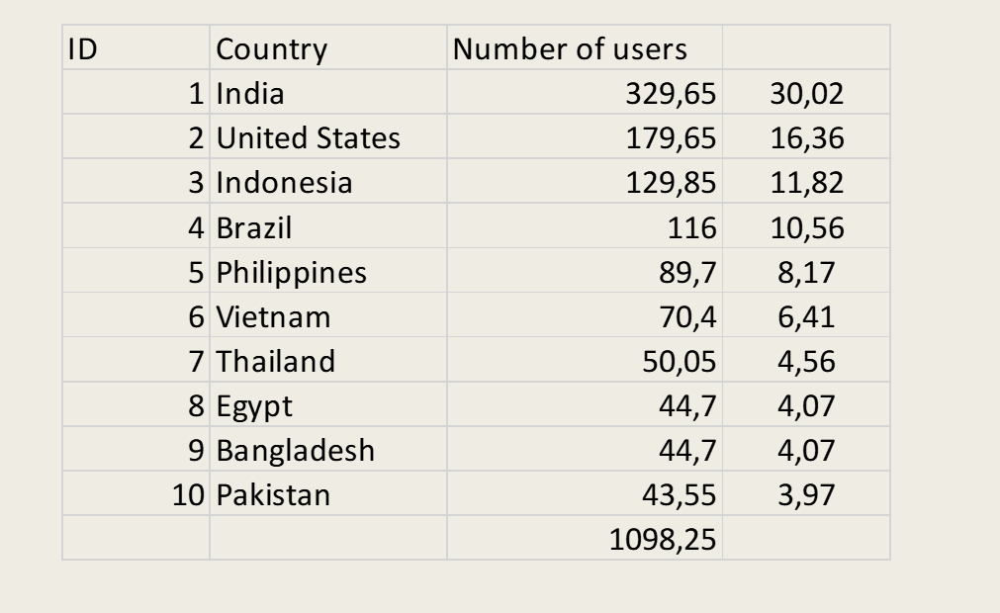 ID Country Number of users
1 India 329,65 30,02
2 United States 179,65 16,36
3 Indonesia 129,85 11,82
4 Brazil 116 10,56
5 Philippines 89,7 8,17
6 Vietnam 70,4 6,41
7 Thailand 50,05 4,56
8 Egypt 44,7 4,07
9 Bangladesh 44,7 4,07
10 Pakistan 43,55 3,97
1098,25